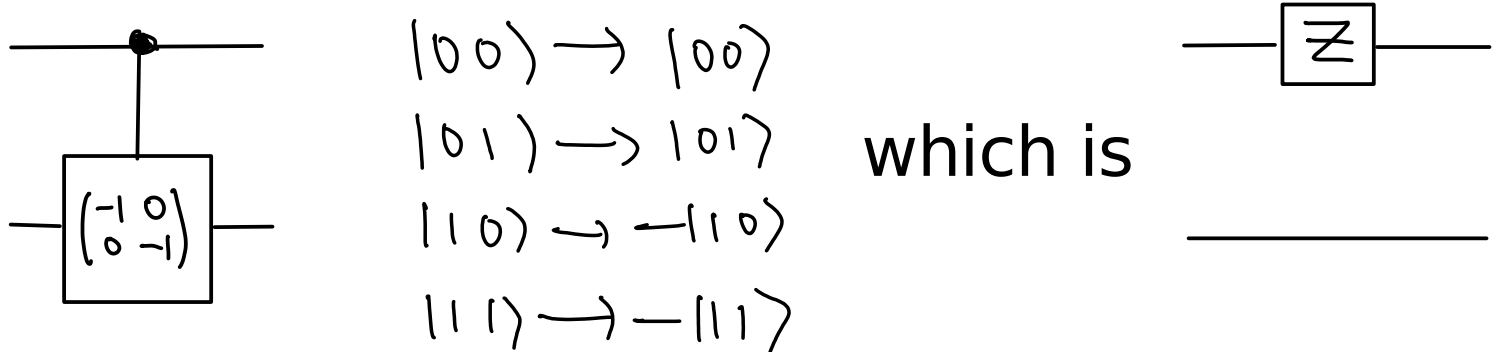 |00⟩ → |00⟩
|01⟩ → |01⟩
|10⟩ → -|10⟩
|11⟩ → -|11⟩
(-1 0
0 -1)
which is
Z